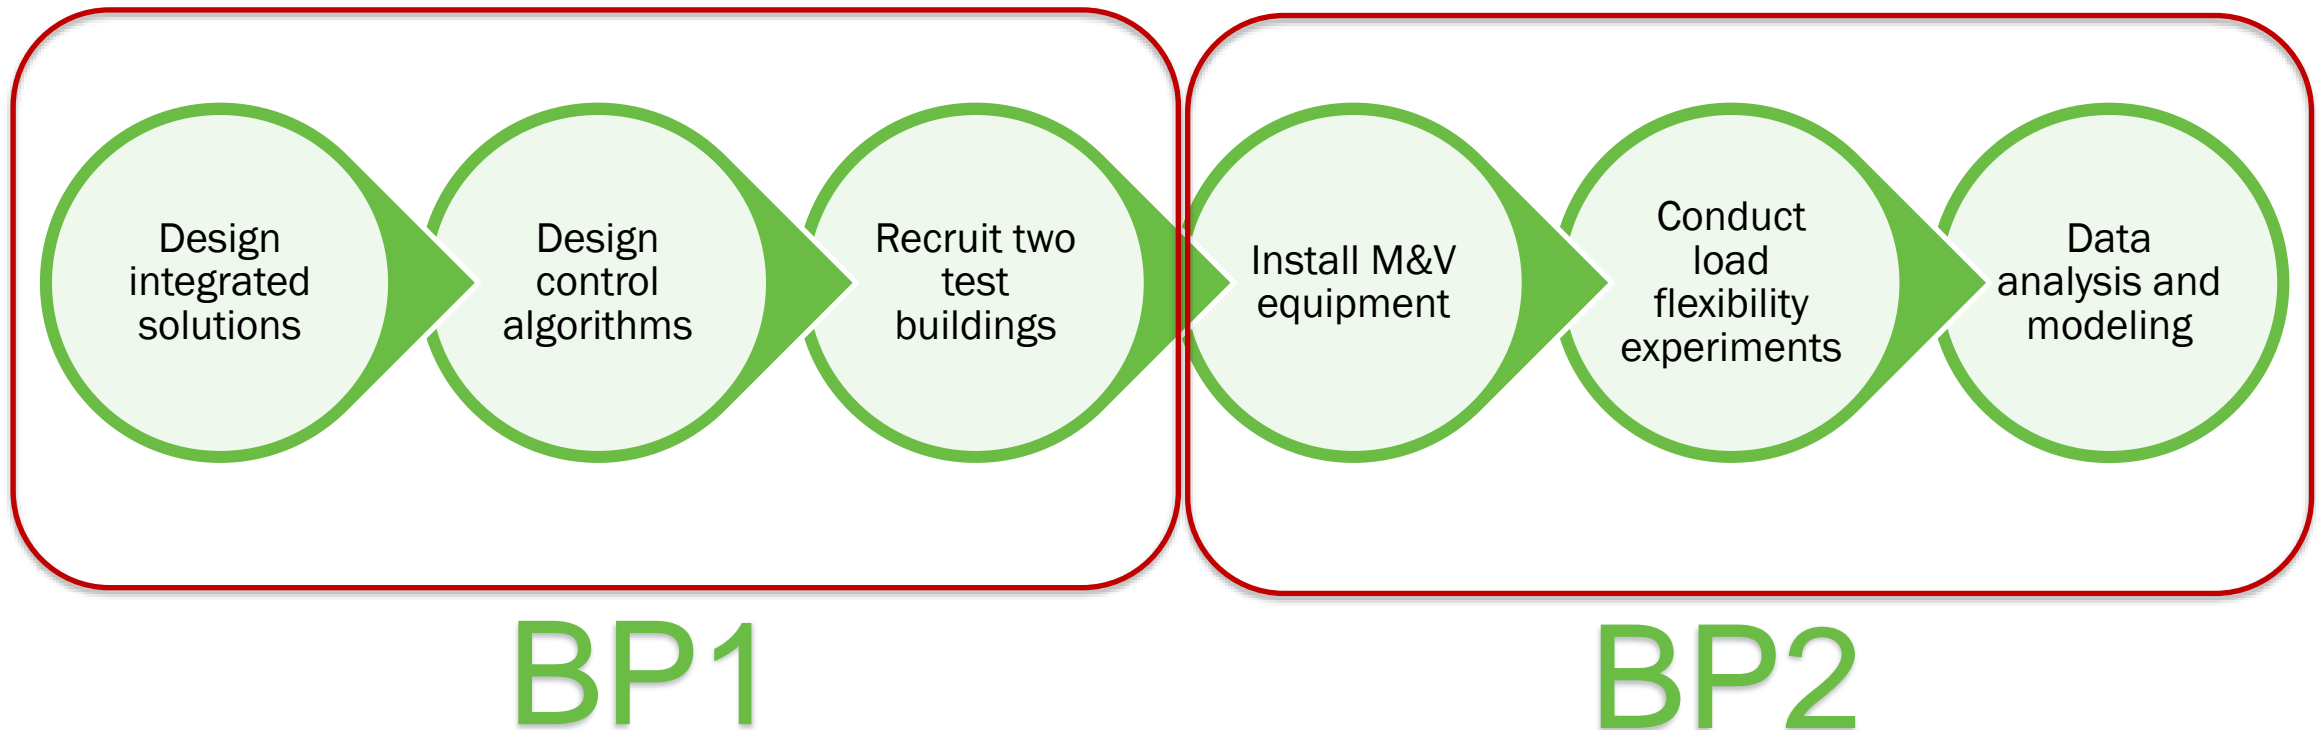 Design
integrated
solutions
Design
control
algorithms
Recruit two
test
buildings
Install M&V
equipment
Conduct
load
flexibility
experiments
Data
analysis and
modeling
BP1
BP2